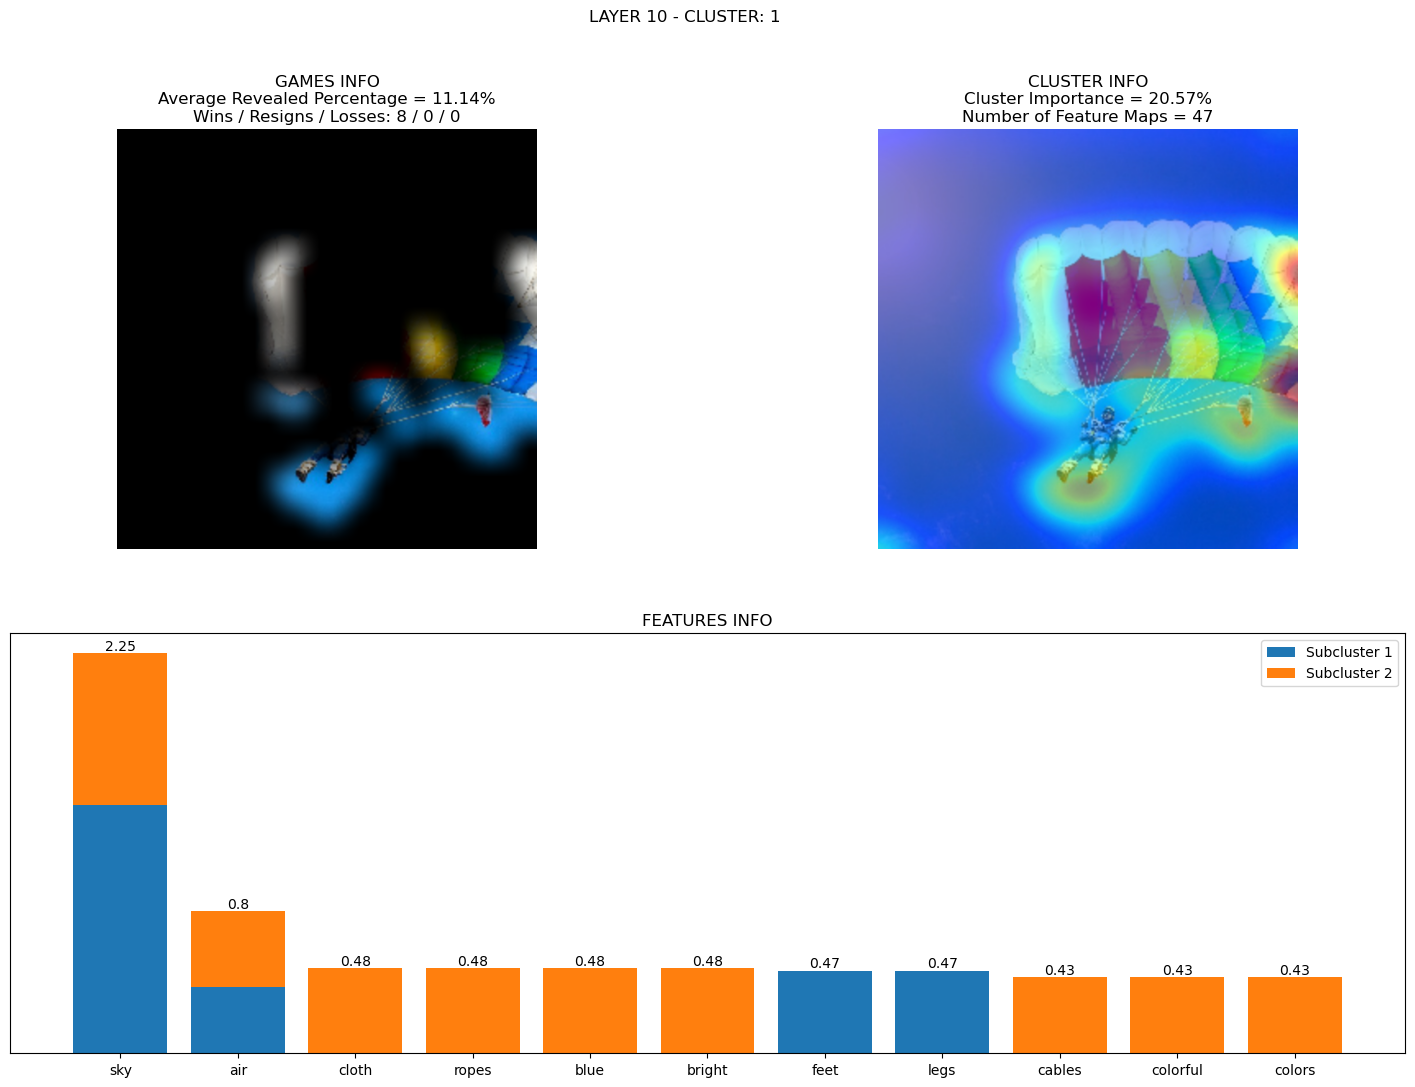 LAYER 10 - CLUSTER: 1
GAMES INFO
Average Revealed Percentage = 11.14%
Wins / Resigns / Losses: 8 / 0 / 0
CLUSTER INFO
Cluster Importance = 20.57%
Number of Feature Maps = 47
FEATURES INFO
Subcluster 1
Subcluster 2
2.25
0.8
0.48
0.48
0.48
0.48
0.47
0.47
0.43
0.43
0.43
sky
air
cloth
ropes
blue
bright
feet
legs
cables
colorful
colors